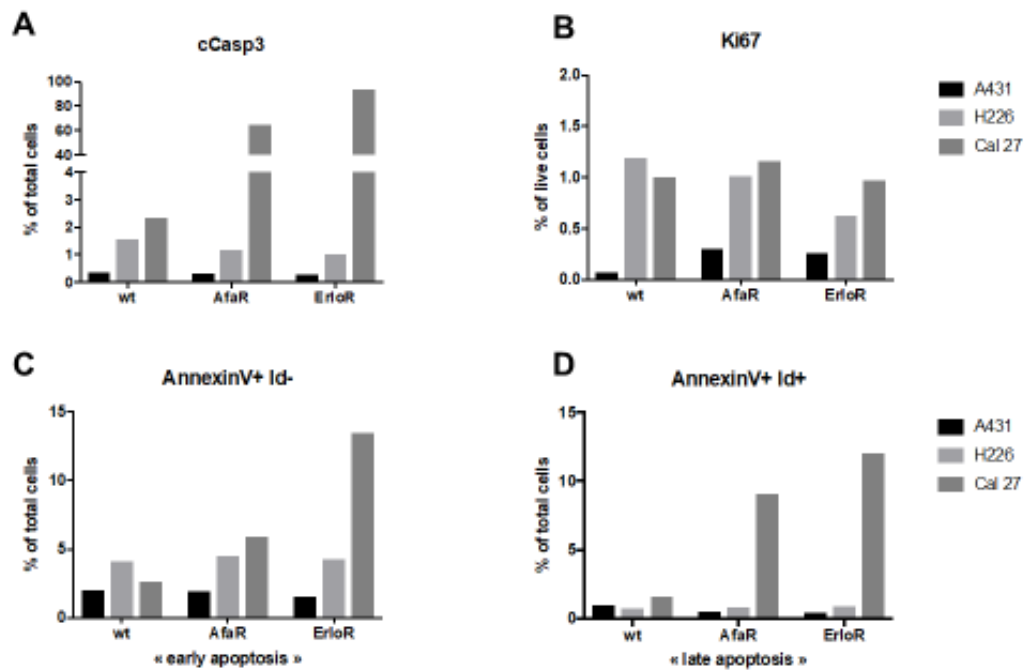 A
cCasp3
% of total cells
100
80
60
40
4
3
2
1
0
wt AfaR ErloR
B
Ki67
% of live cells
2.0
1.5
1.0
0.5
0.0
wt AfaR ErloR
A431
H226
Cal 27
C
AnnexinV+ ld-
% of total cells
15
10
5
0
wt AfaR ErloR
« early apoptosis »
D
AnnexinV+ ld+
% of total cells
15
10
5
0
wt AfaR ErloR
« late apoptosis »
A431
H226
Cal 27